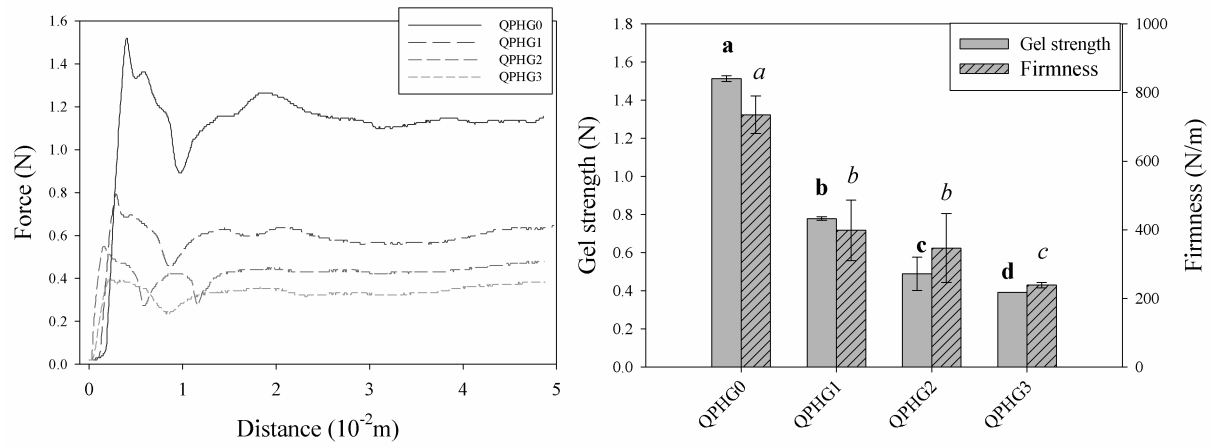 1.6
1.4
1.2
1.0
0.8
0.6
0.4
0.2
0.0
Force (N)
0
1
2
3
4
5
Distance (10⁻²m)
QPHG0
QPHG1
QPHG2
QPHG3
1.8
1.6
1.4
1.2
1.0
0.8
0.6
0.4
0.2
0.0
Gel strength (N)
a
a
b
b
c
b
d
c
Gel strength
Firmness
1000
800
600
400
200
0
Firmness (N/m)
QPHG0
QPHG1
QPHG2
QPHG3